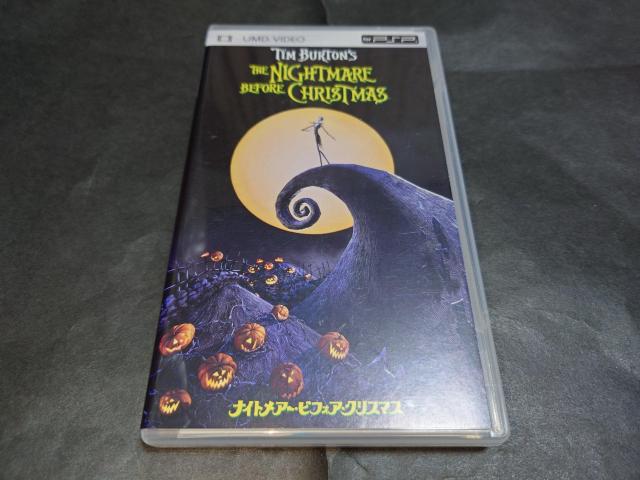 UMD VIDEO
PSP
TIM BURTON'S
THE NIGHTMARE
BEFORE CHRISTMAS
ナイトメアー・ビフォア・クリスマス